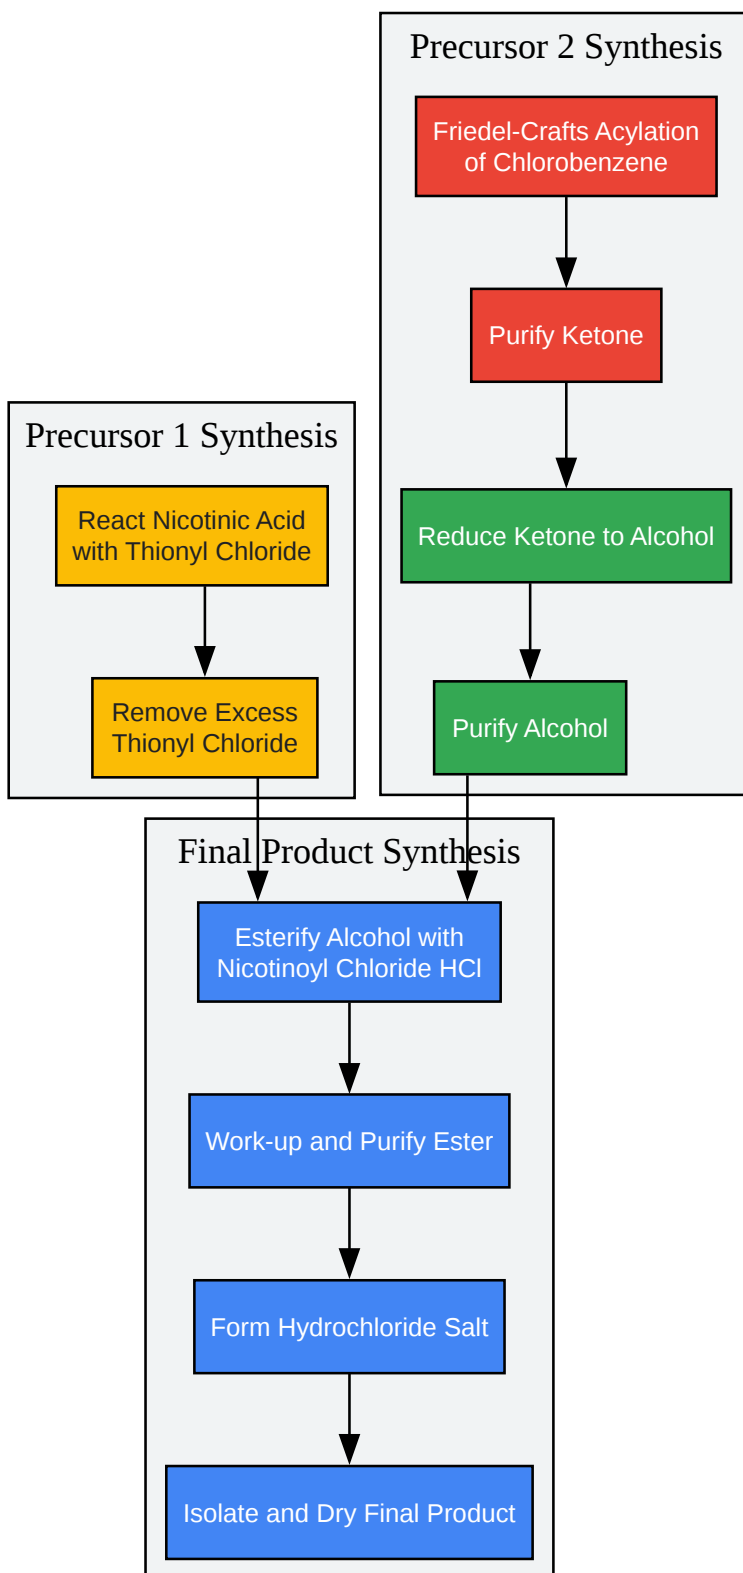 Precursor 2 Synthesis
Friedel-Crafts Acylation
of Chlorobenzene
Purify Ketone
Reduce Ketone to Alcohol
Purify Alcohol
Precursor 1 Synthesis
React Nicotinic Acid
with Thionyl Chloride
Remove Excess
Thionyl Chloride
Final Product Synthesis
Esterify Alcohol with
Nicotinoyl Chloride HCl
Work-up and Purify Ester
Form Hydrochloride Salt
Isolate and Dry Final Product